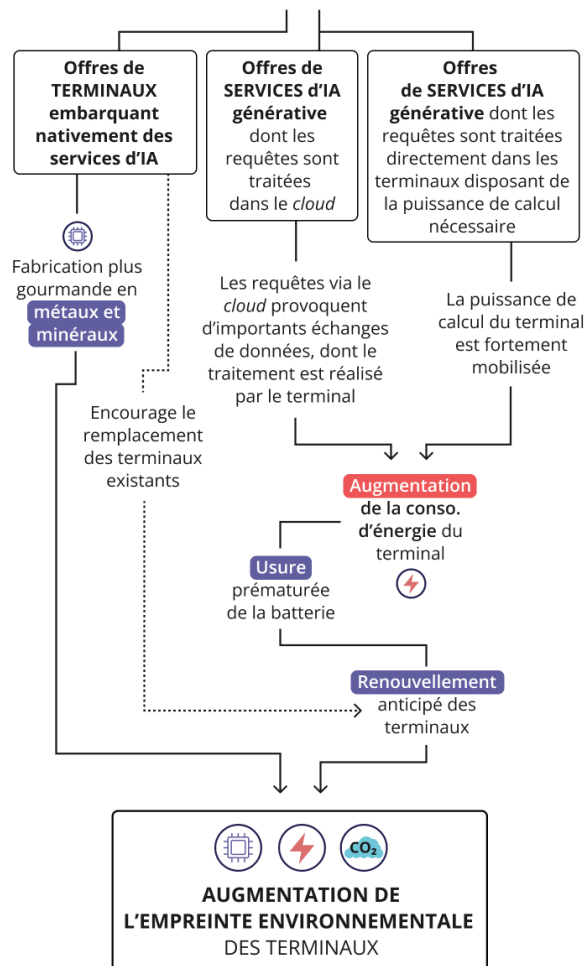 Offres de
TERMINAUX
embarquant
nativement des
services d'IA
Offres de
SERVICES d'IA
générative
dont les
requêtes sont
traitées
dans le cloud
Offres
de SERVICES d'IA
générative dont les
requêtes sont traitées
directement dans les
terminaux disposant de
la puissance de calcul
nécessaire
Fabrication plus
gourmande en
métaux et
minéraux
Les requêtes via le
cloud provoquent
d'importants échanges
de données, dont le
traitement est réalisé
par le terminal
La puissance de
calcul du terminal
est fortement
mobilisée
Encourage le
remplacement
des terminaux
existants
Augmentation
de la conso.
d'énergie du
terminal
Usure
prématurée
de la batterie
Renouvellement
anticipé des
terminaux
CO₂
AUGMENTATION DE
L'EMPREINTE ENVIRONNEMENTALE
DES TERMINAUX